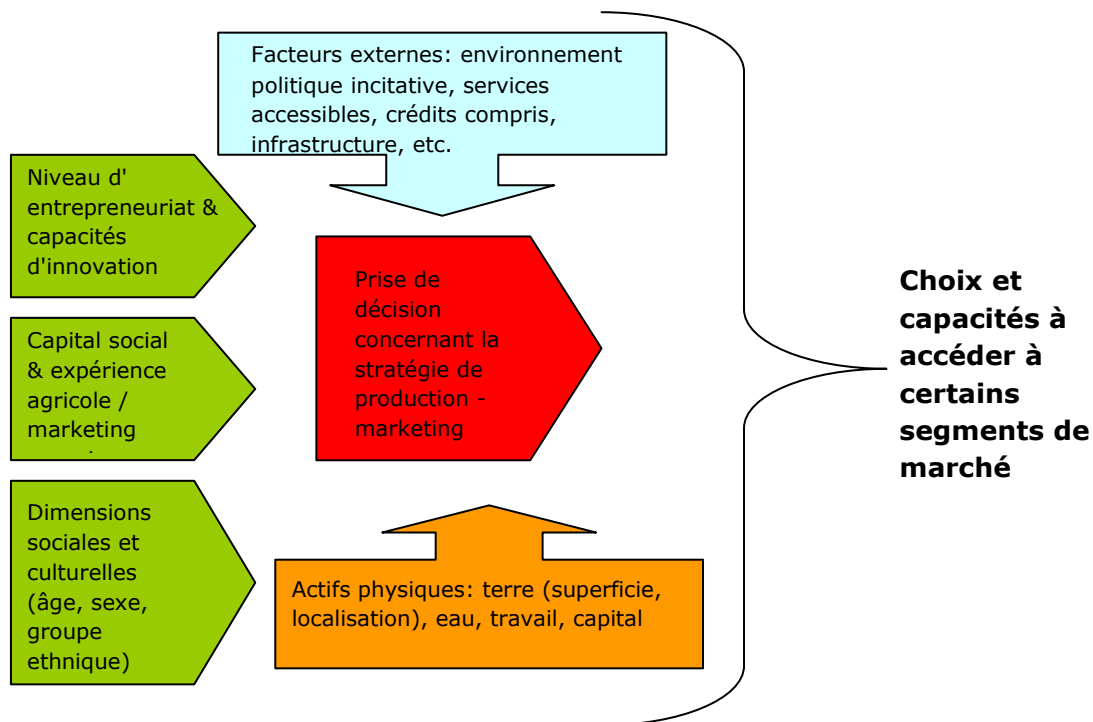 Facteurs externes: environnement
politique incitative, services
accessibles, crédits compris,
infrastructure, etc.
Niveau d'
entrepreneuriat &
capacités
d'innovation
Capital social
& expérience
agricole /
marketing
Dimensions
sociales et
culturelles
(âge, sexe,
groupe
ethnique)
Prise de
décision
concernant la
stratégie de
production -
marketing
Actifs physiques: terre (superficie,
localisation), eau, travail, capital
Choix et
capacités à
accéder à
certains
segments de
marché